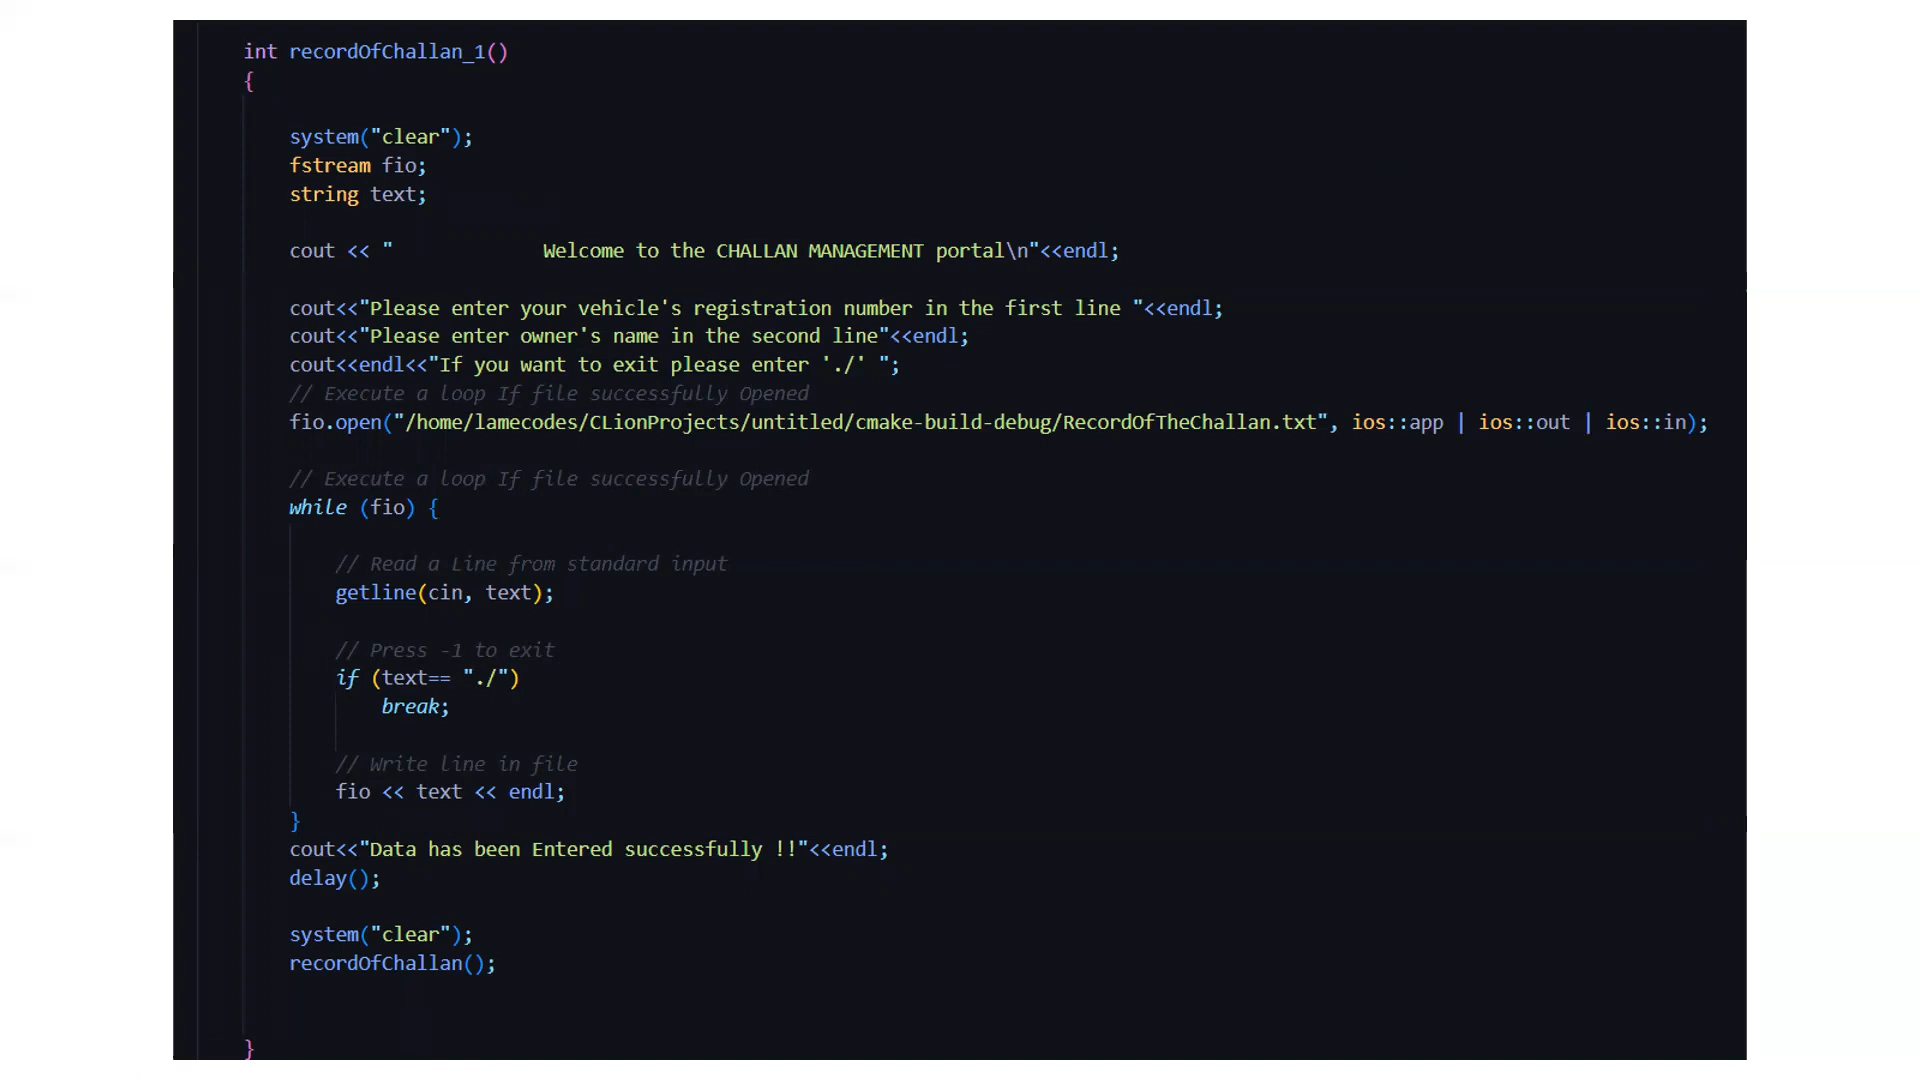 int recordOfChallan_1()
{
system("clear");
fstream fio;
string text;
cout << "             Welcome to the CHALLAN MANAGEMENT portal\n"<<endl;
cout<<"Please enter your vehicle's registration number in the first line "<<endl;
cout<<"Please enter owner's name in the second line"<<endl;
cout<<endl<<"If you want to exit please enter './' ";
// Execute a loop If file successfully Opened
fio.open("/home/lamecodes/CLionProjects/untitled/cmake-build-debug/RecordOfTheChallan.txt", ios::app | ios::out | ios::in);
// Execute a loop If file successfully Opened
while (fio) {
// Read a Line from standard input
getline(cin, text);
// Press -1 to exit
if (text== "./")
break;
// Write line in file
fio << text << endl;
}
cout<<"Data has been Entered successfully !!"<<endl;
delay();
system("clear");
recordOfChallan();
}